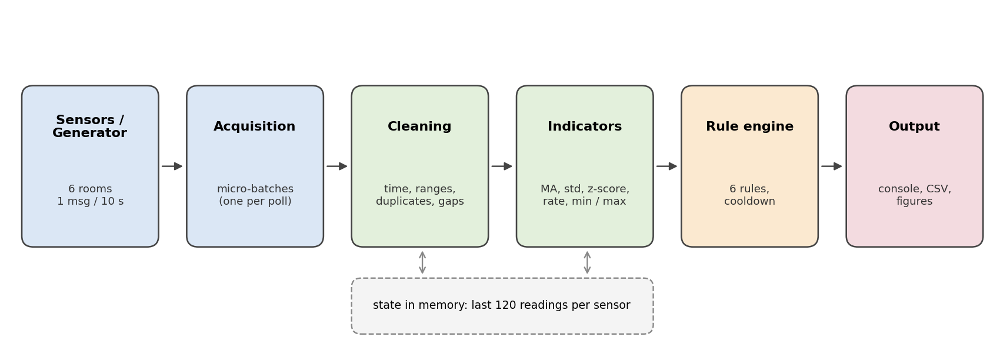 Sensors /
Generator
6 rooms
1 msg / 10 s
Acquisition
micro-batches
(one per poll)
Cleaning
time, ranges,
duplicates, gaps
Indicators
MA, std, z-score,
rate, min / max
Rule engine
6 rules,
cooldown
Output
console, CSV,
figures
state in memory: last 120 readings per sensor